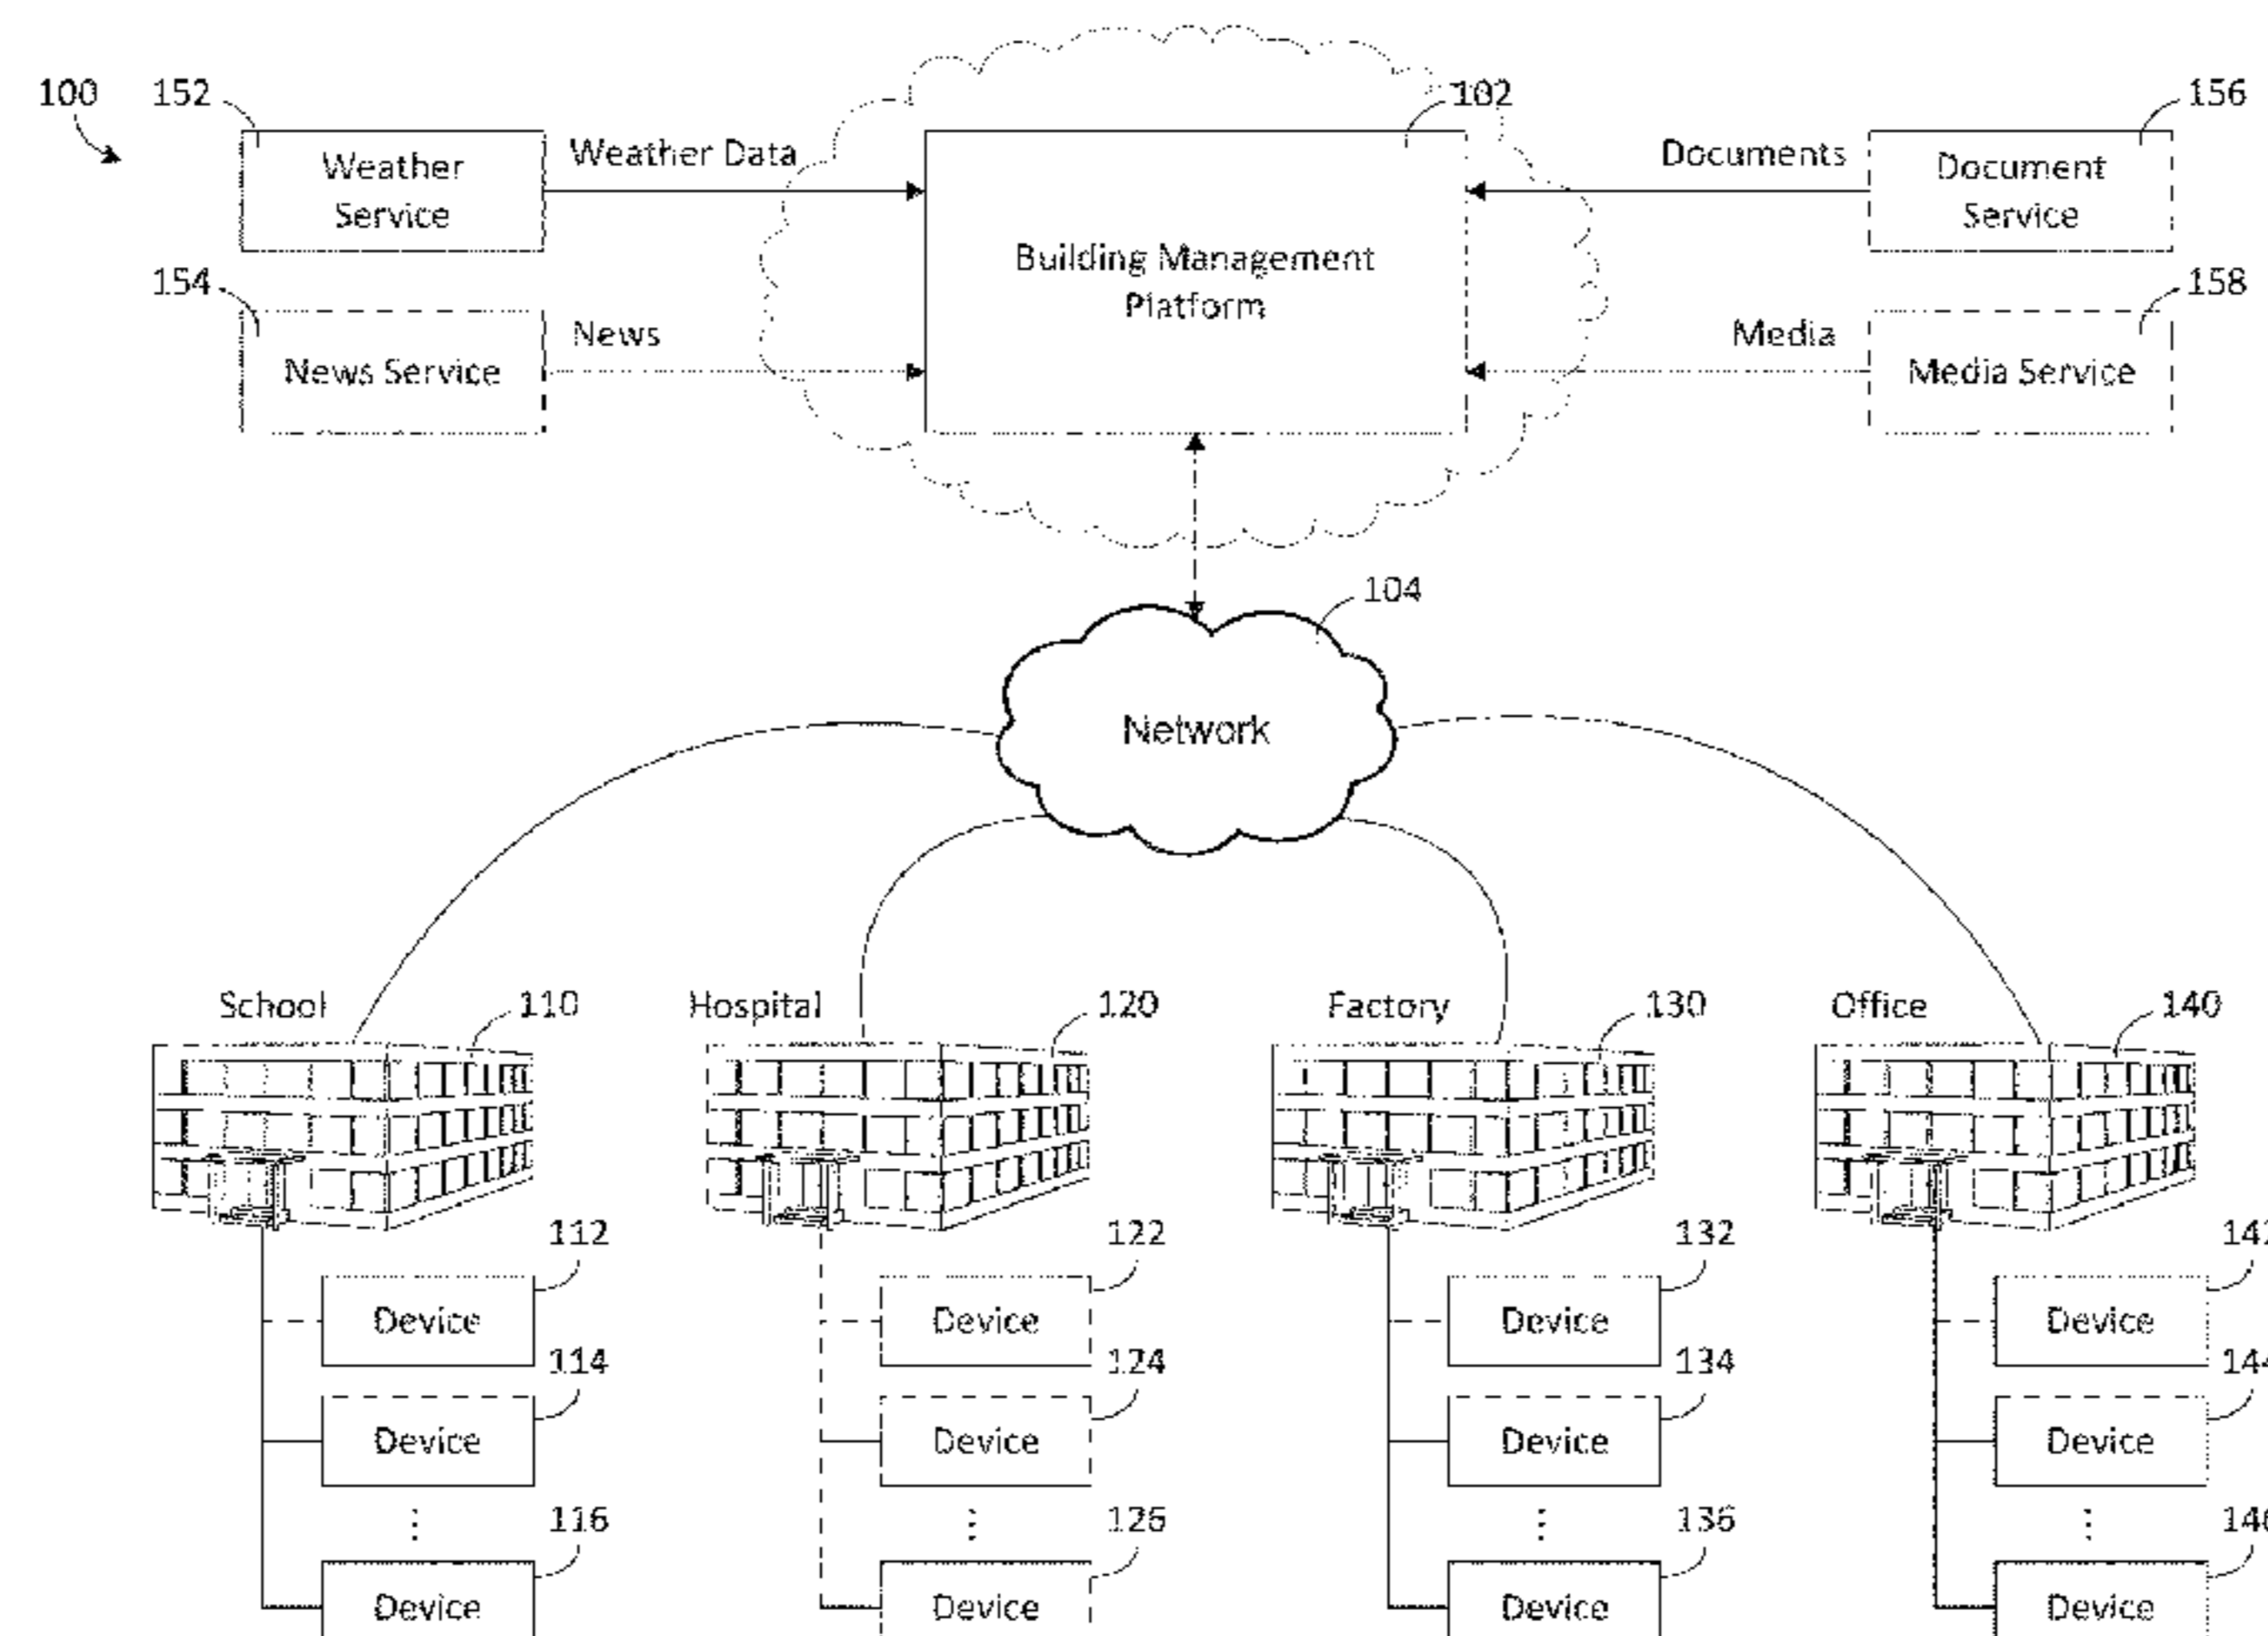 100
152
102
156
Weather Data
Documents
Weather
Service
Document
Service
Building Management
Platform
154
158
News
Media
News Service
Media Service
104
Network
School
110
Hospital
120
Factory
130
Office
140
112
122
132
Device
Device
Device
Device
114
124
134
Device
Device
Device
Device
116
126
136
Device
Device
Device
Device